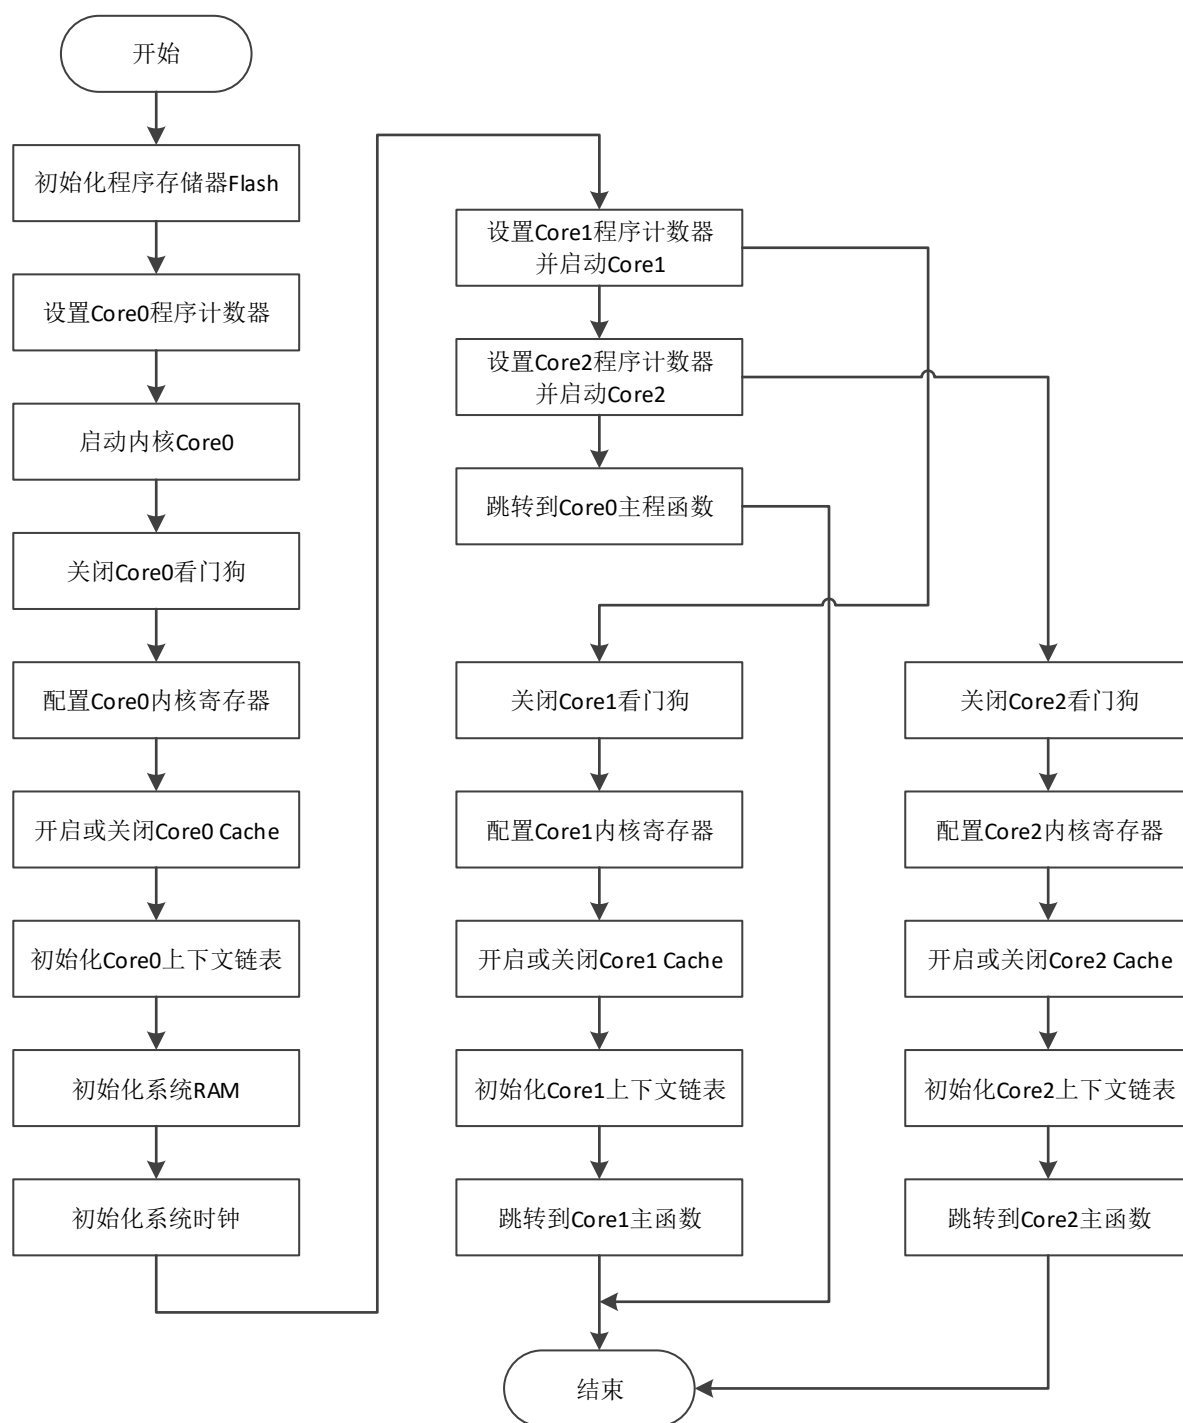 开始
初始化程序存储器Flash
设置Core0程序计数器
启动内核Core0
关闭Core0看门狗
配置Core0内核寄存器
开启或关闭Core0 Cache
初始化Core0上下文链表
初始化系统RAM
初始化系统时钟
设置Core1程序计数器
并启动Core1
设置Core2程序计数器
并启动Core2
跳转到Core0主程函数
关闭Core1看门狗
配置Core1内核寄存器
开启或关闭Core1 Cache
初始化Core1上下文链表
跳转到Core1主函数
关闭Core2看门狗
配置Core2内核寄存器
开启或关闭Core2 Cache
初始化Core2上下文链表
跳转到Core2主函数
结束